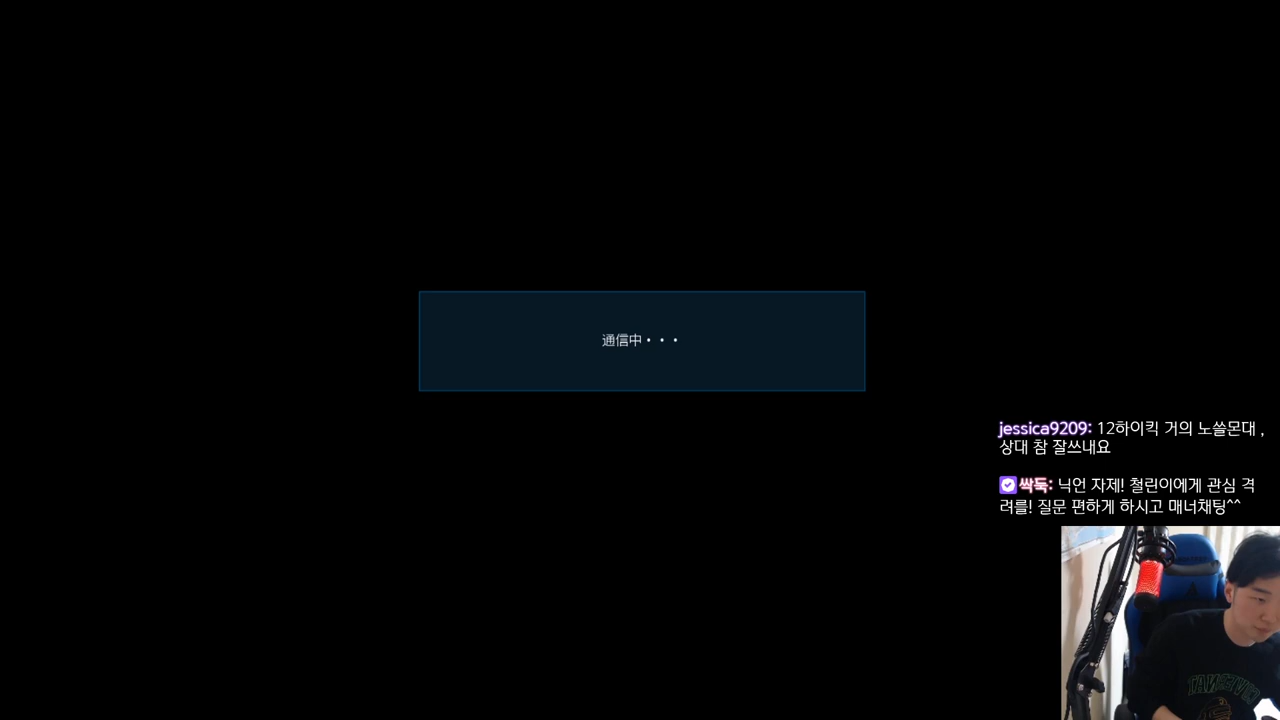 通信中・・・
jessica9209: 12하이킥 거의 노쓸몬대 ,
상대 참 잘쓰내요
싹둑: 닉언 자제! 철린이에게 관심 격
려를! 질문 편하게 하시고 매너채팅^^